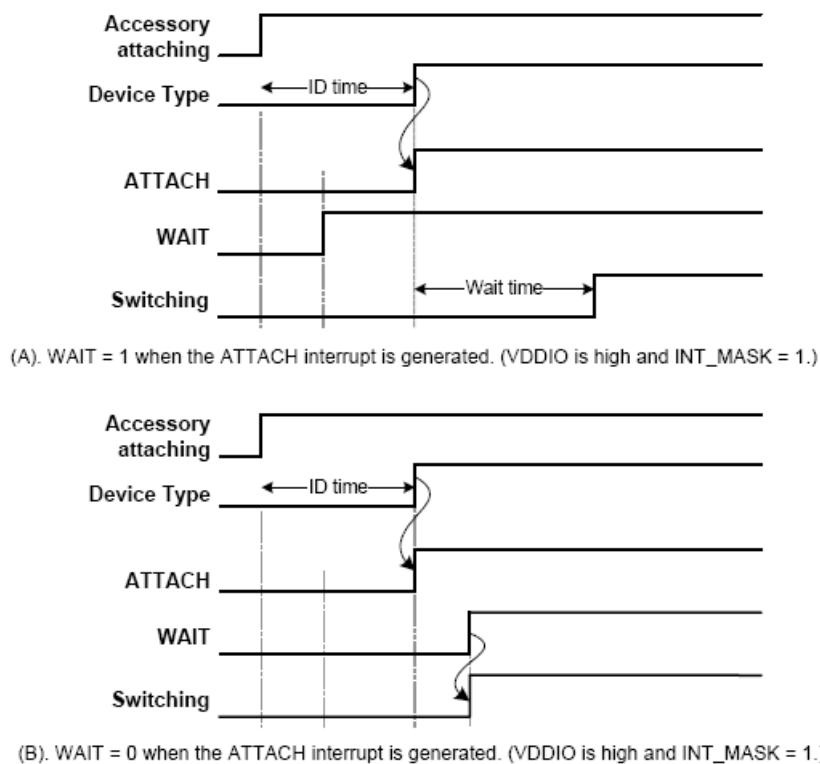 Accessory
attaching
ID time
Device Type
ATTACH
WAIT
Wait time
Switching
(A). WAIT = 1 when the ATTACH interrupt is generated. (VDDIO is high and INT_MASK = 1.)
Accessory
attaching
ID time
Device Type
ATTACH
WAIT
Switching
(B). WAIT = 0 when the ATTACH interrupt is generated. (VDDIO is high and INT_MASK = 1.